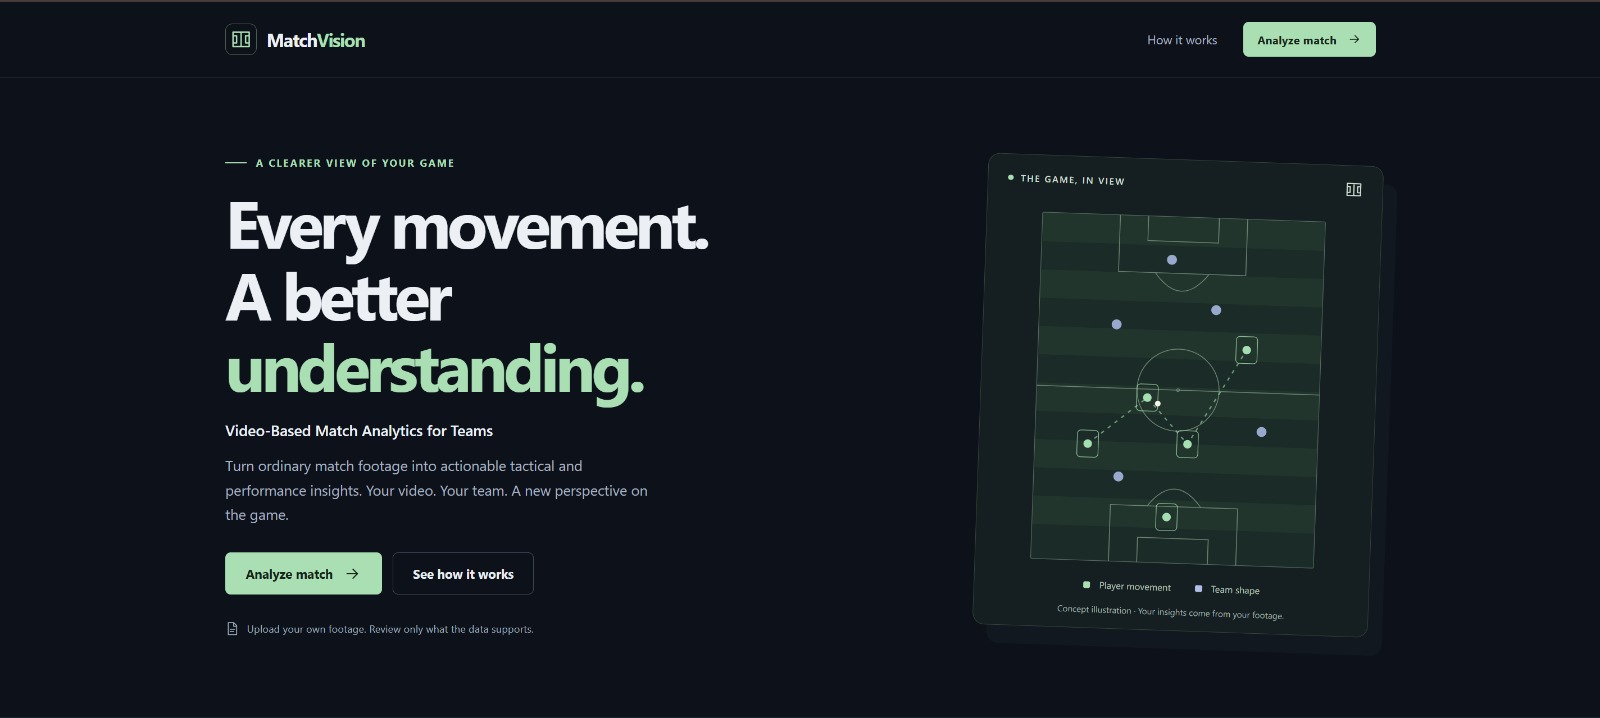 MatchVision
How it works
Analyze match
A CLEARER VIEW OF YOUR GAME
Every movement.
A better
understanding.
Video-Based Match Analytics for Teams
Turn ordinary match footage into actionable tactical and
performance insights. Your video. Your team. A new perspective on
the game.
Analyze match
See how it works
Upload your own footage. Review only what the data supports.
THE GAME, IN VIEW
Player movement
Team shape
Concept illustration · Your insights come from your footage.